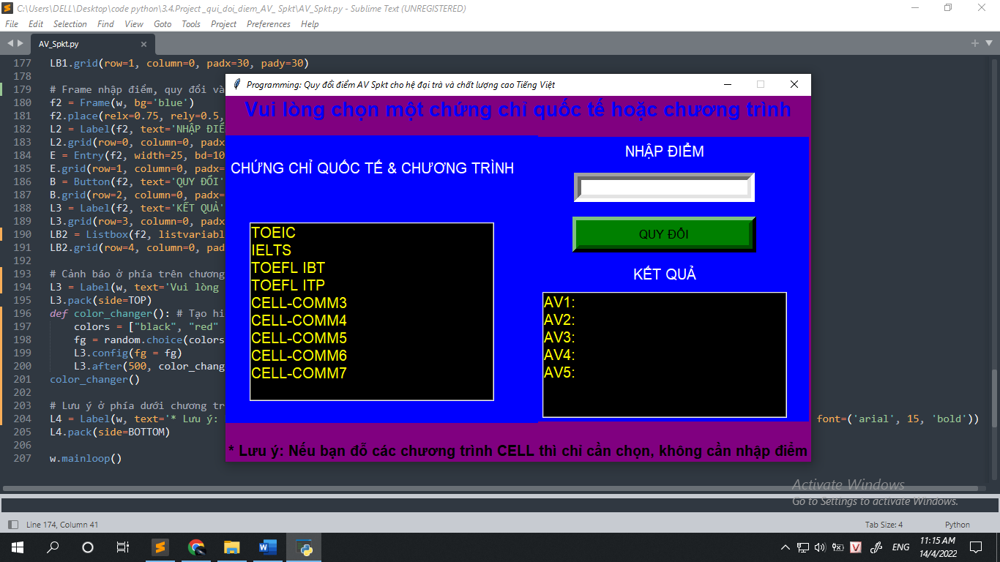 C:\Users\DELL\Desktop\code python\3.4.Project _qui_doi_diem_AV_ Spkt\AV_Spkt.py - Sublime Text (UNREGISTERED)
File Edit Selection Find View Goto Tools Project Preferences Help
AV_Spkt.py
177 LB1.grid(row=1, column=0, padx=30, pady=30)
178
179 # Frame nhập điểm, quy đổi và
180 f2 = Frame(w, bg='blue')
181 f2.place(relx=0.75, rely=0.5,
182 L2 = Label(f2, text='NHẬP ĐIỂ
183 L2.grid(row=0, column=0, padx
184 E = Entry(f2, width=25, bd=10
185 E.grid(row=1, column=0, padx=
186 B = Button(f2, text='QUY ĐỔI'
187 B.grid(row=2, column=0, padx=
188 L3 = Label(f2, text='KẾT QUẢ'
189 L3.grid(row=3, column=0, padx
190 LB2 = Listbox(f2, listvariabl
191 LB2.grid(row=4, column=0, pad
192
193 # Cảnh báo ở phía trên chương
194 L3 = Label(w, text='Vui lòng
195 L3.pack(side=TOP)
196 def color_changer(): # Tạo hi
197 colors = ["black", "red"
198 fg = random.choice(colors
199 L3.config(fg = fg)
200 L3.after(500, color_chang
201 color_changer()
202
203 # Lưu ý ở phía dưới chương tr
204 L4 = Label(w, text='* Lưu ý: font=('arial', 15, 'bold'))
205 L4.pack(side=BOTTOM)
206
207 w.mainloop()
Programming: Quy đổi điểm AV Spkt cho hệ đại trà và chất lượng cao Tiếng Việt
Vui lòng chọn một chứng chỉ quốc tế hoặc chương trình
CHỨNG CHỈ QUỐC TẾ & CHƯƠNG TRÌNH
TOEIC
IELTS
TOEFL IBT
TOEFL ITP
CELL-COMM3
CELL-COMM4
CELL-COMM5
CELL-COMM6
CELL-COMM7
NHẬP ĐIỂM
QUY ĐỔI
KẾT QUẢ
AV1:
AV2:
AV3:
AV4:
AV5:
* Lưu ý: Nếu bạn đỗ các chương trình CELL thì chỉ cần chọn, không cần nhập điểm
Activate Windows
Go to Settings to activate Windows.
Line 174, Column 41 Tab Size: 4 Python
ENG
11:15 AM
14/4/2022